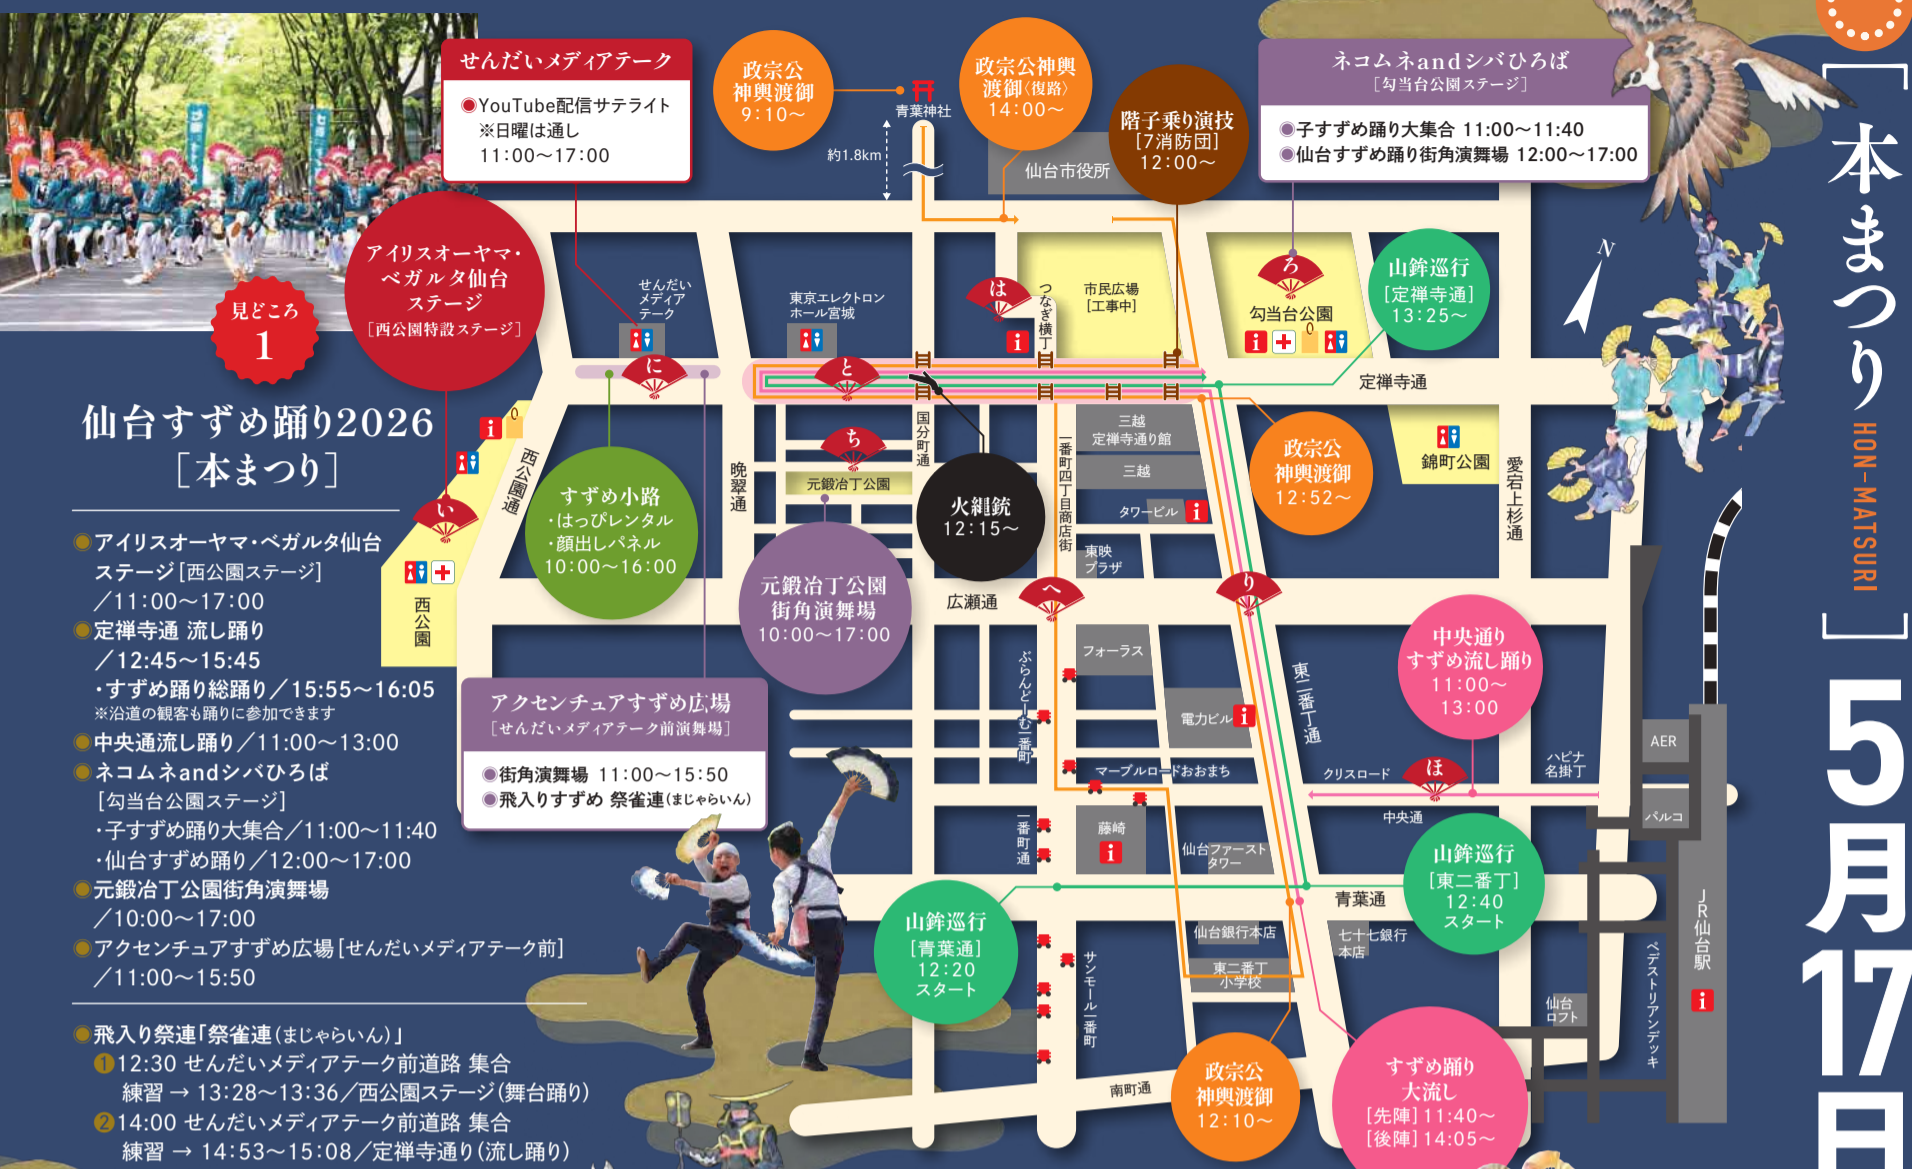 せんだいメディアテーク
◉YouTube配信サテライト
※日曜は通し
11:00〜17:00
政宗公
神輿渡御
9:10〜
青葉神社
約1.8km
政宗公神輿
渡御〈復路〉
14:00〜
仙台市役所
階子乗り演技
[7消防団]
12:00〜
ネコムネandシバひろば
[勾当台公園ステージ]
◉子すずめ踊り大集合 11:00〜11:40
◉仙台すずめ踊り街角演舞場 12:00〜17:00
[本まつり HON-MATSURI]
5月17日
アイリスオーヤマ・
ベガルタ仙台
ステージ
[西公園特設ステージ]
見どころ
1
仙台すずめ踊り2026
[本まつり]
●アイリスオーヤマ・ベガルタ仙台
ステージ[西公園ステージ]
/11:00〜17:00
●定禅寺通 流し踊り
/12:45〜15:45
・すずめ踊り総踊り/15:55〜16:05
※沿道の観客も踊りに参加できます
●中央通流し踊り/11:00〜13:00
●ネコムネandシバひろば
[勾当台公園ステージ]
・子すずめ踊り大集合/11:00〜11:40
・仙台すずめ踊り/12:00〜17:00
●元鍛冶丁公園街角演舞場
/10:00〜17:00
●アクセンチュアすずめ広場[せんだいメディアテーク前]
/11:00〜15:50
●飛入り祭連「祭雀連(まじゃらいん)」
❶12:30 せんだいメディアテーク前道路 集合
練習 → 13:28〜13:36/西公園ステージ(舞台踊り)
❷14:00 せんだいメディアテーク前道路 集合
練習 → 14:53〜15:08/定禅寺通り(流し踊り)
せんだい
メディア
テーク
東京エレクトロン
ホール宮城
は
つなぎ横丁
市民広場
[工事中]
ろ
勾当台公園
山鉾巡行
[定禅寺通]
13:25〜
N
に
と
定禅寺通
西公園通
い
西公園
すずめ小路
・はっぴレンタル
・顔出しパネル
10:00〜16:00
晩翠通
ち
元鍛冶丁公園
国分町通
火縄銃
12:15〜
元鍛冶丁公園
街角演舞場
10:00〜17:00
一番町四丁目商店街
三越
定禅寺通り館
三越
タワービル
東映
プラザ
政宗公
神輿渡御
12:52〜
錦町公園
愛宕上杉通
広瀬通
へ
り
アクセンチュアすずめ広場
[せんだいメディアテーク前演舞場]
◉街角演舞場 11:00〜15:50
◉飛入りすずめ 祭雀連(まじゃらいん)
ぶらんどーむ一番町
フォーラス
電力ビル
東二番丁通
中央通り
すずめ流し踊り
11:00〜
13:00
マーブルロードおおまち
クリスロード
ほ
ハピナ
名掛丁
AER
パルコ
中央通
一番町通
藤崎
仙台ファースト
タワー
山鉾巡行
[青葉通]
12:20
スタート
青葉通
山鉾巡行
[東二番丁]
12:40
スタート
仙台銀行本店
七十七銀行
本店
東二番丁
小学校
サンモール一番町
仙台
ロフト
ペデストリアンデッキ
JR仙台駅
南町通
政宗公
神輿渡御
12:10〜
すずめ踊り
大流し
[先陣]11:40〜
[後陣]14:05〜